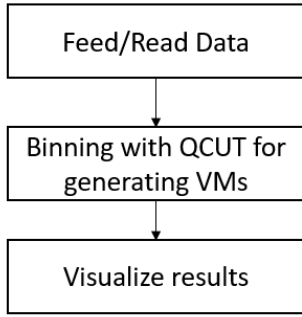 Feed/Read Data
Binning with QCUT for
generating VMs
Visualize results